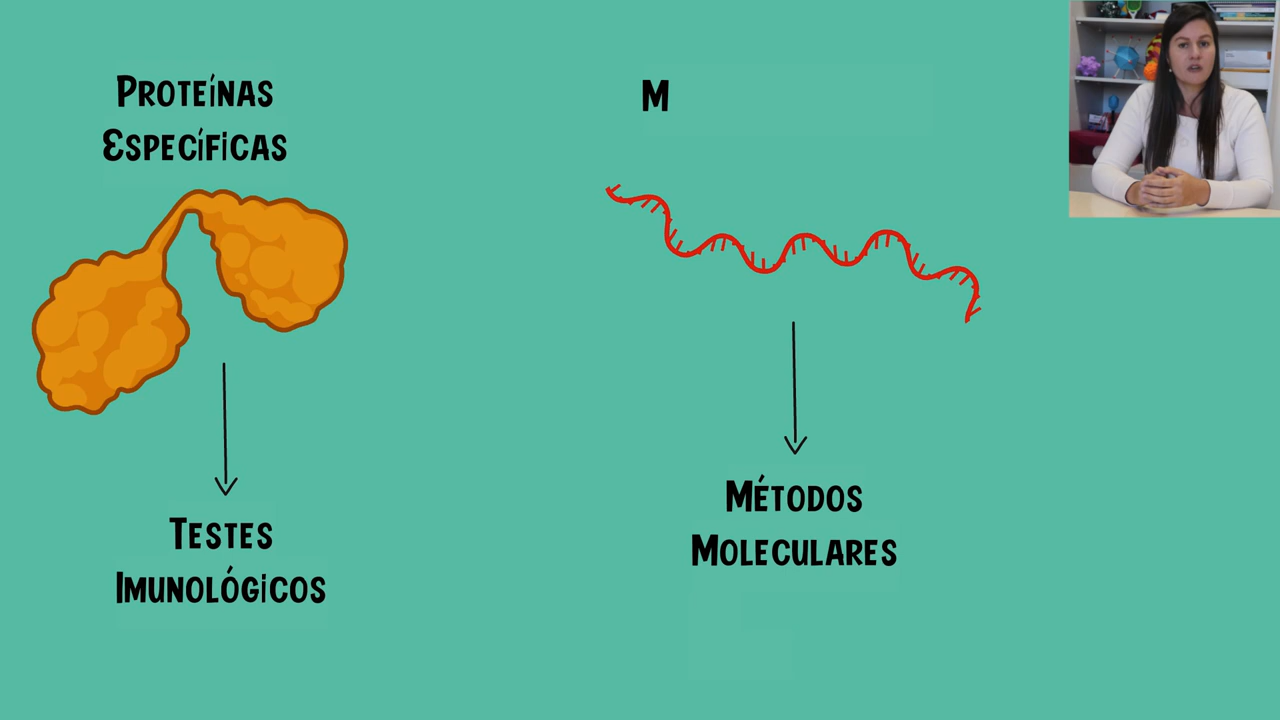 Proteínas
Específicas
Testes
Imunológicos
M
Métodos
Moleculares